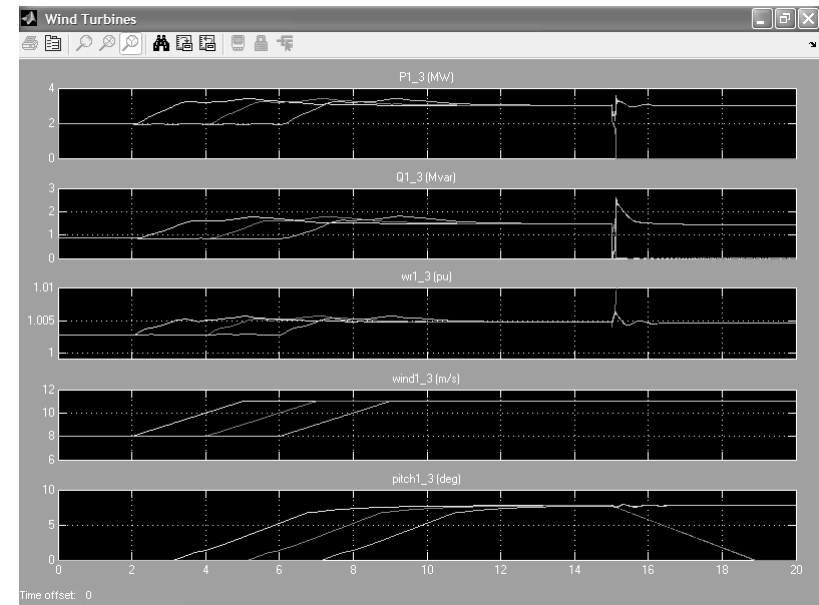 Wind Turbines
P1_3 (MW)
4
2
0
Q1_3 (Mvar)
3
2
1
0
wr1_3 (pu)
1.01
1.005
1
wind1_3 (m/s)
12
10
8
6
pitch1_3 (deg)
10
5
0
0 2 4 6 8 10 12 14 16 18 20
Time offset: 0